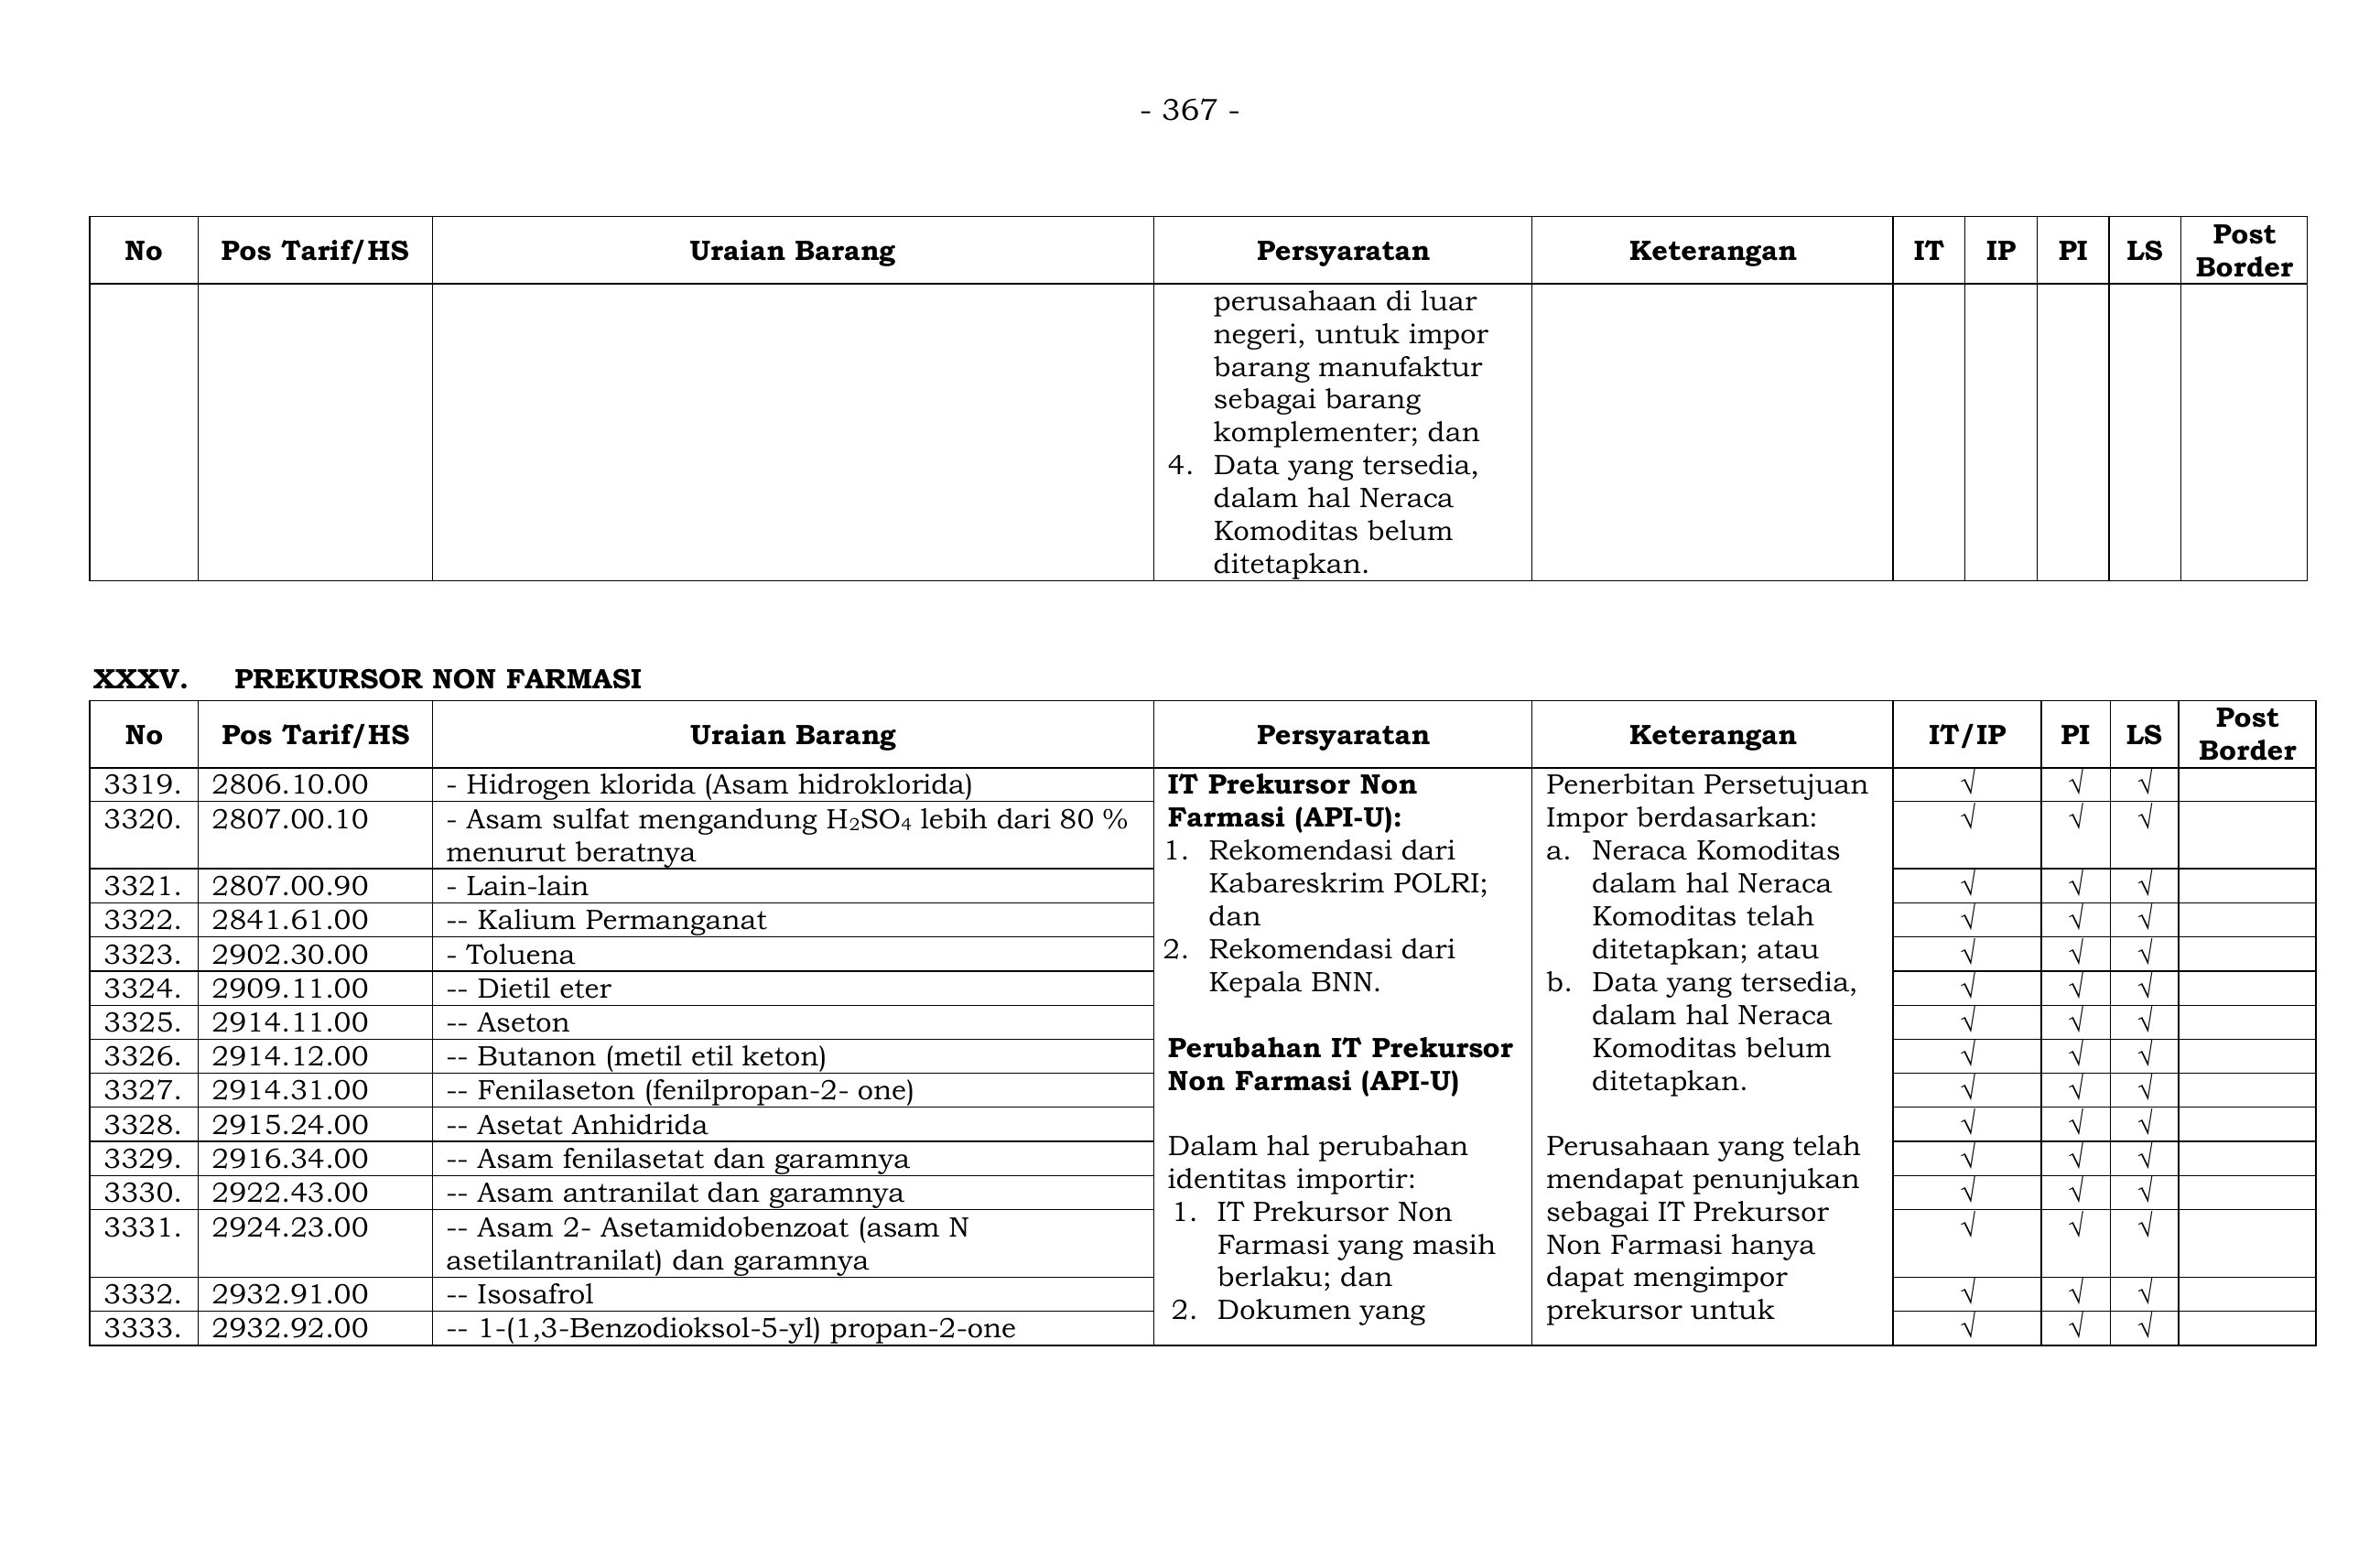 - 367 -
No Pos Tarif/HS Uraian Barang Persyaratan Keterangan IT IP PI LS Post Border
perusahaan di luar
negeri, untuk impor
barang manufaktur
sebagai barang
komplementer; dan
4. Data yang tersedia,
dalam hal Neraca
Komoditas belum
ditetapkan.
XXXV. PREKURSOR NON FARMASI
No Pos Tarif/HS Uraian Barang Persyaratan Keterangan IT/IP PI LS Post Border
3319. 2806.10.00 - Hidrogen klorida (Asam hidroklorida) √ √ √
3320. 2807.00.10 - Asam sulfat mengandung H₂SO₄ lebih dari 80 % √ √ √
menurut beratnya
3321. 2807.00.90 - Lain-lain √ √ √
3322. 2841.61.00 -- Kalium Permanganat √ √ √
3323. 2902.30.00 - Toluena √ √ √
3324. 2909.11.00 -- Dietil eter √ √ √
3325. 2914.11.00 -- Aseton √ √ √
3326. 2914.12.00 -- Butanon (metil etil keton) √ √ √
3327. 2914.31.00 -- Fenilaseton (fenilpropan-2- one) √ √ √
3328. 2915.24.00 -- Asetat Anhidrida √ √ √
3329. 2916.34.00 -- Asam fenilasetat dan garamnya √ √ √
3330. 2922.43.00 -- Asam antranilat dan garamnya √ √ √
3331. 2924.23.00 -- Asam 2- Asetamidobenzoat (asam N √ √ √
asetilantranilat) dan garamnya
3332. 2932.91.00 -- Isosafrol √ √ √
3333. 2932.92.00 -- 1-(1,3-Benzodioksol-5-yl) propan-2-one √ √ √
IT Prekursor Non
Farmasi (API-U):
1. Rekomendasi dari
Kabareskrim POLRI;
dan
2. Rekomendasi dari
Kepala BNN.
Perubahan IT Prekursor
Non Farmasi (API-U)
Dalam hal perubahan
identitas importir:
1. IT Prekursor Non
Farmasi yang masih
berlaku; dan
2. Dokumen yang
Penerbitan Persetujuan
Impor berdasarkan:
a. Neraca Komoditas
dalam hal Neraca
Komoditas telah
ditetapkan; atau
b. Data yang tersedia,
dalam hal Neraca
Komoditas belum
ditetapkan.
Perusahaan yang telah
mendapat penunjukan
sebagai IT Prekursor
Non Farmasi hanya
dapat mengimpor
prekursor untuk